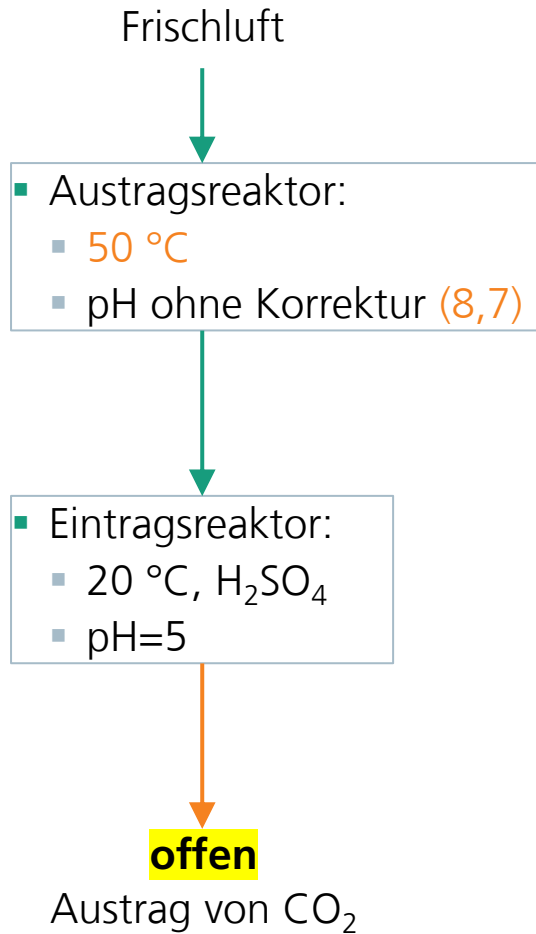 Frischluft
▪ Austragsreaktor:
▪ 50 °C
▪ pH ohne Korrektur (8,7)
▪ Eintragsreaktor:
▪ 20 °C, H₂SO₄
▪ pH=5
offen
Austrag von CO₂